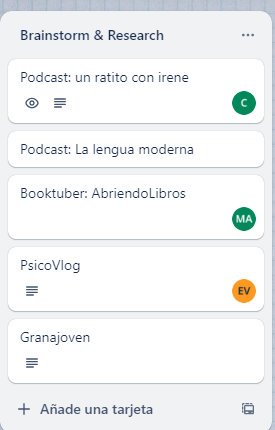 Brainstorm & Research
Podcast: un ratito con irene
C
Podcast: La lengua moderna
Booktuber: AbriendoLibros
MA
PsicoVlog
EV
Granajoven
Añade una tarjeta